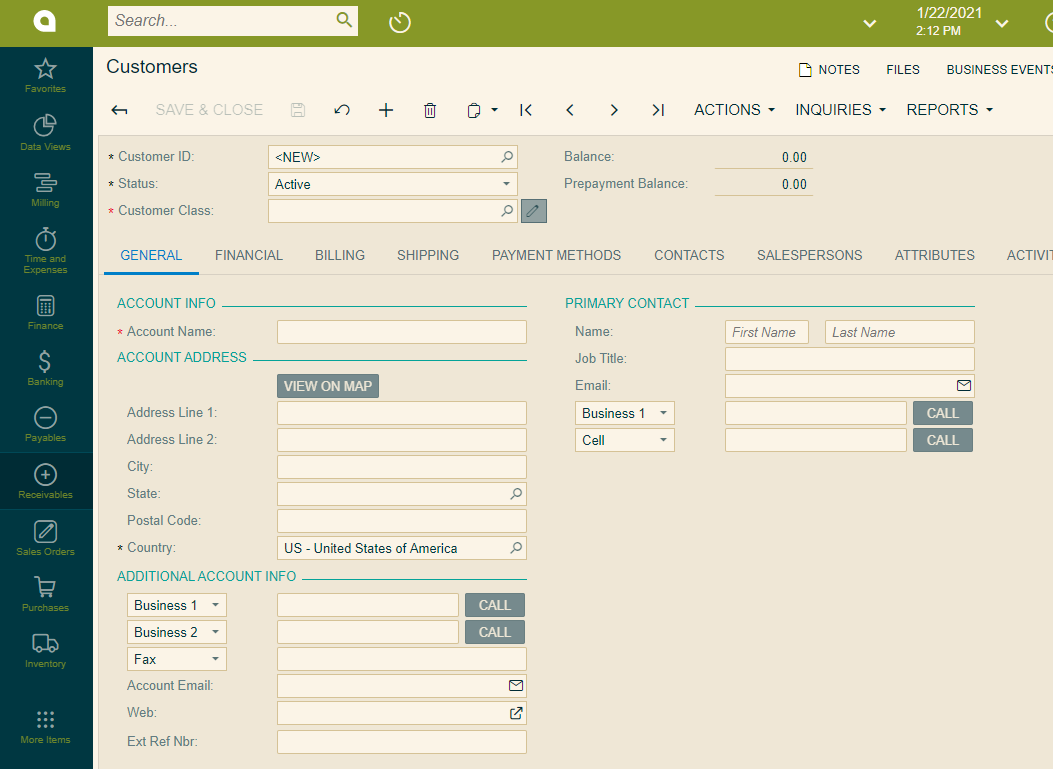 Search...
1/22/2021
2:12 PM
Favorites
Data Views
Milling
Time and
Expenses
Finance
Banking
Payables
Receivables
Sales Orders
Purchases
Inventory
More Items
Customers
NOTES FILES BUSINESS EVENTS
SAVE & CLOSE ACTIONS INQUIRIES REPORTS
* Customer ID: <NEW> Balance: 0.00
* Status: Active Prepayment Balance: 0.00
* Customer Class:
GENERAL FINANCIAL BILLING SHIPPING PAYMENT METHODS CONTACTS SALESPERSONS ATTRIBUTES ACTIVIT
ACCOUNT INFO
* Account Name:
ACCOUNT ADDRESS
VIEW ON MAP
Address Line 1:
Address Line 2:
City:
State:
Postal Code:
* Country: US - United States of America
ADDITIONAL ACCOUNT INFO
Business 1 CALL
Business 2 CALL
Fax
Account Email:
Web:
Ext Ref Nbr:
PRIMARY CONTACT
Name: First Name Last Name
Job Title:
Email:
Business 1 CALL
Cell CALL